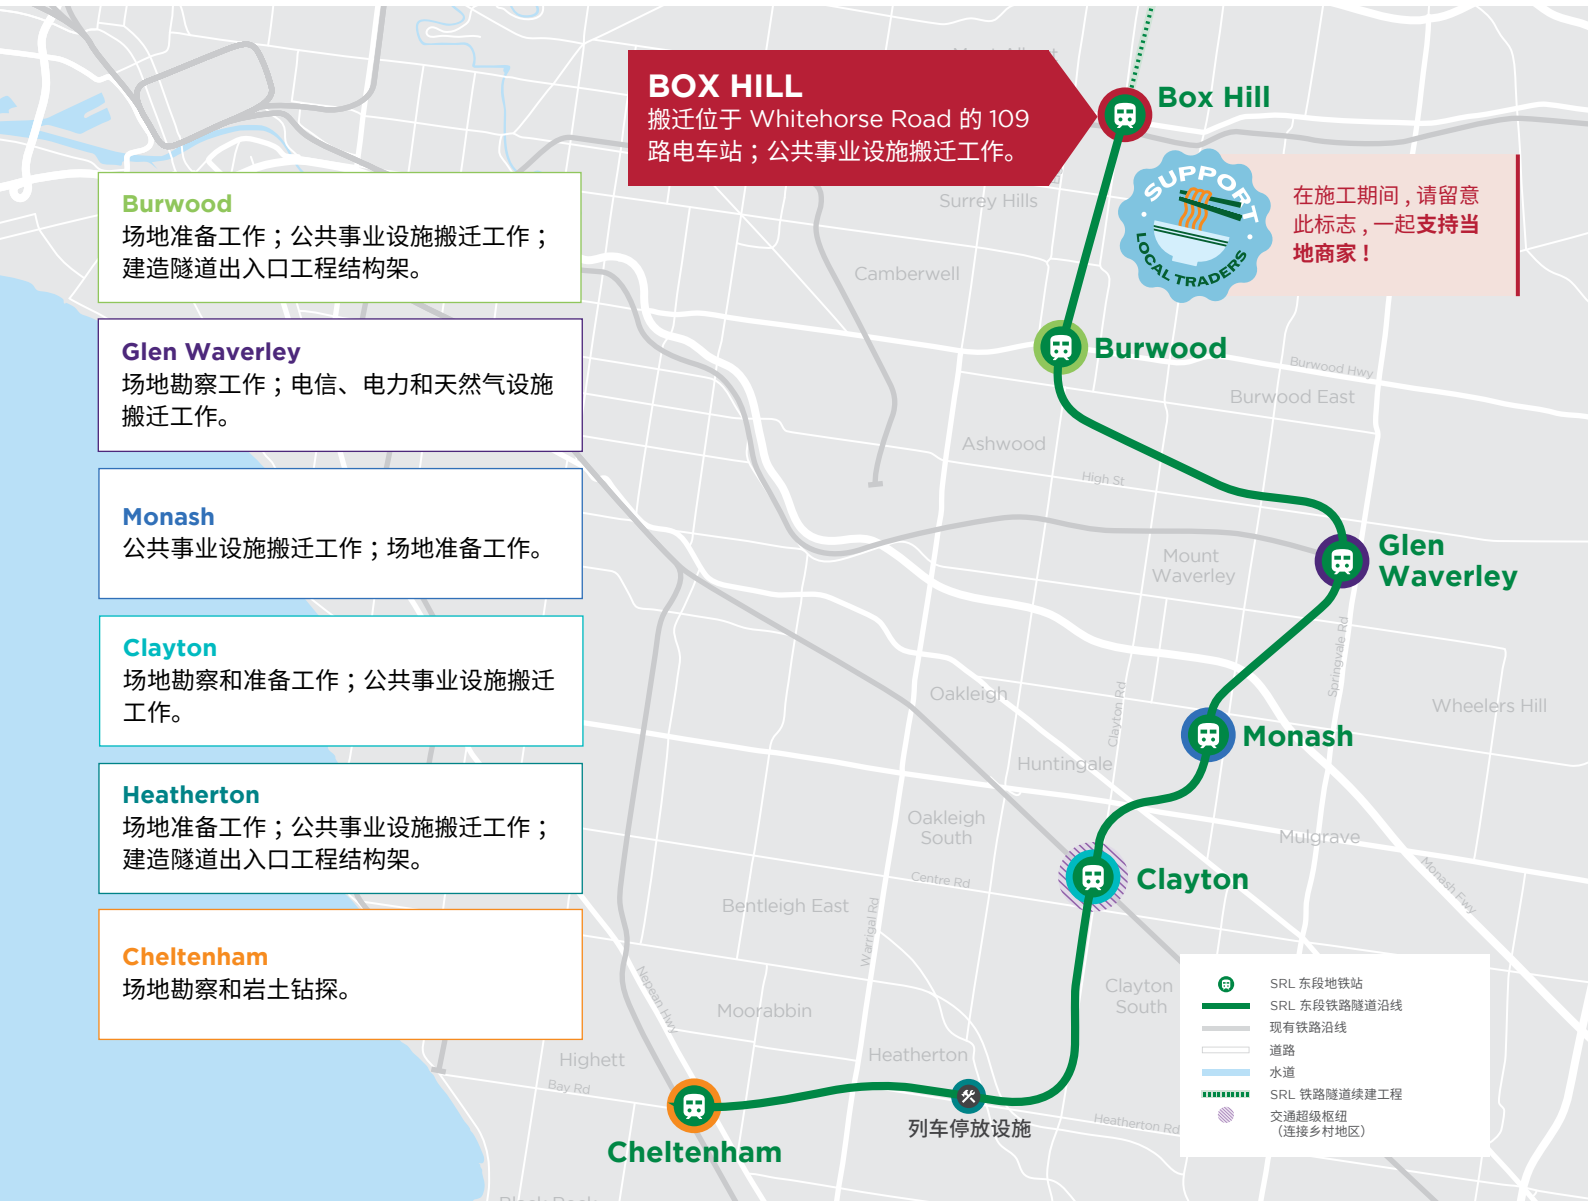 BOX HILL
搬迁位于 Whitehorse Road 的 109
路电车站；公共事业设施搬迁工作。
Box Hill
SUPPORT
LOCAL TRADERS
在施工期间，请留意
此标志，一起支持当
地商家！
Burwood
场地准备工作；公共事业设施搬迁工作；
建造隧道出入口工程结构架。
Glen Waverley
场地勘察工作；电信、电力和天然气设施
搬迁工作。
Monash
公共事业设施搬迁工作；场地准备工作。
Clayton
场地勘察和准备工作；公共事业设施搬迁
工作。
Heatherton
场地准备工作；公共事业设施搬迁工作；
建造隧道出入口工程结构架。
Cheltenham
场地勘察和岩土钻探。
Surrey Hills
Camberwell
Burwood
Burwood Hwy
Burwood East
Ashwood
High St
Glen
Waverley
Mount
Waverley
Springvale Rd
Oakleigh
Clayton Rd
Wheelers Hill
Monash
Huntingale
Oakleigh
South
Mulgrave
Centre Rd
Clayton
Monash Fwy
Bentleigh East
Warrigal Rd
Nepean Hwy
Clayton
South
Moorabbin
Highett
Heatherton
Bay Rd
列车停放设施
Heatherton Rd
Cheltenham
SRL 东段地铁站
SRL 东段铁路隧道沿线
现有铁路沿线
道路
水道
SRL 铁路隧道续建工程
交通超级枢纽
（连接乡村地区）